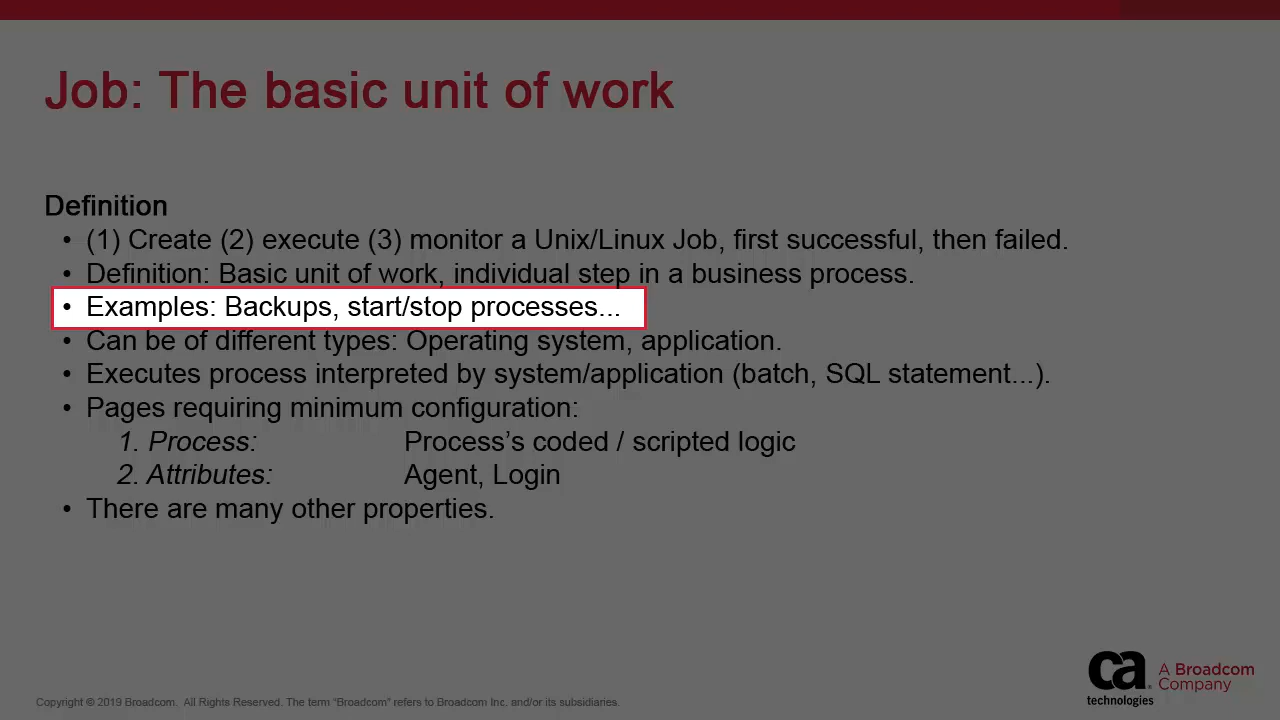 Job: The basic unit of work
Definition
• (1) Create (2) execute (3) monitor a Unix/Linux Job, first successful, then failed.
• Definition: Basic unit of work, individual step in a business process.
• Examples: Backups, start/stop processes...
• Can be of different types: Operating system, application.
• Executes process interpreted by system/application (batch, SQL statement...).
• Pages requiring minimum configuration:
1. Process: Process’s coded / scripted logic
2. Attributes: Agent, Login
• There are many other properties.
ca
technologies
A Broadcom
Company
Copyright © 2019 Broadcom. All Rights Reserved. The term “Broadcom” refers to Broadcom Inc. and/or its subsidiaries.